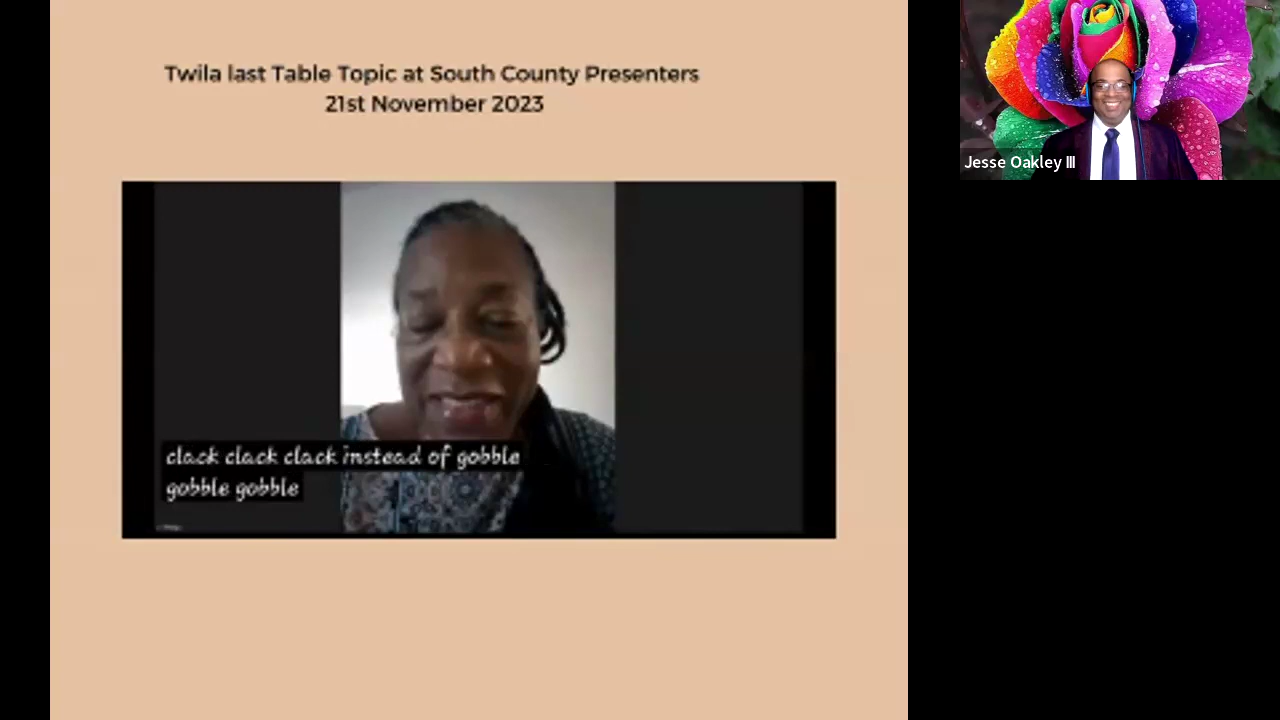 Twila last Table Topic at South County Presenters
21st November 2023
Jesse Oakley III
clack clack clack instead of gobble
gobble gobble